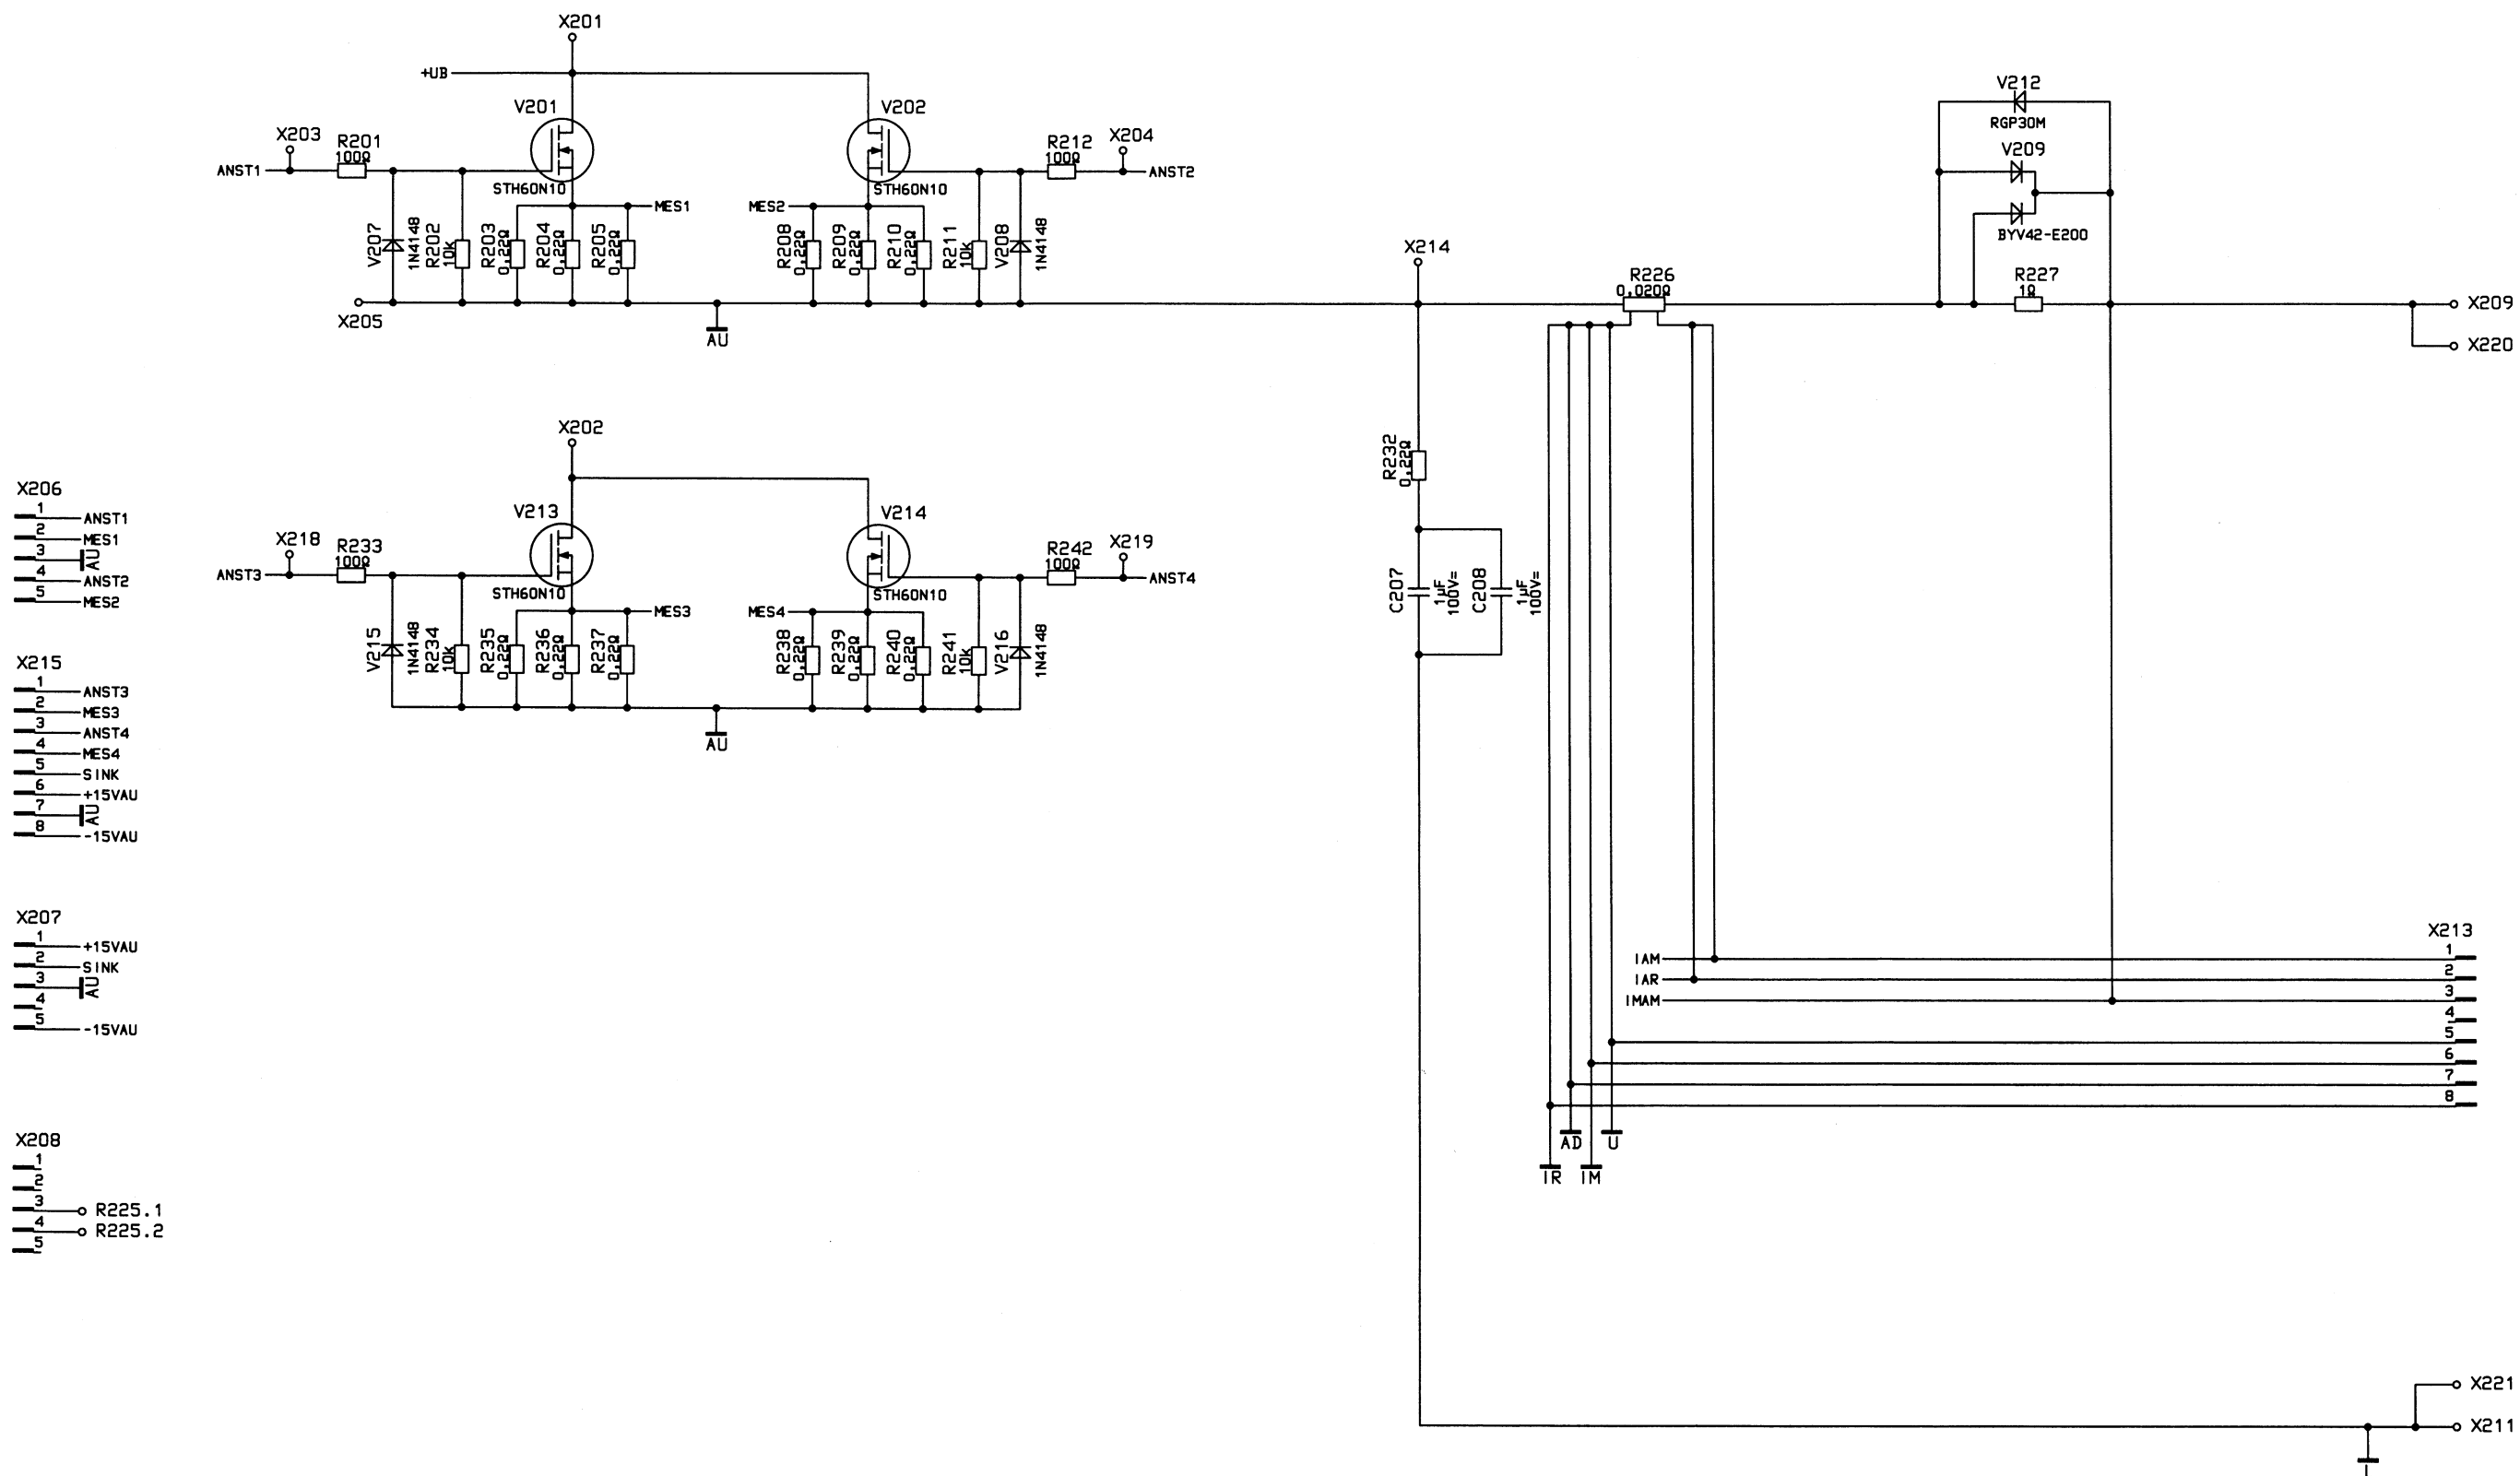 X201
+UB
V201
V202
X203
R201
100Ω
ANST1
STH60N10
STH60N10
R212
100Ω
X204
ANST2
MES1
MES2
V207
1N4148
R202
10K
R203
0,22Ω
R204
0,22Ω
R205
0,22Ω
R208
0,22Ω
R209
0,22Ω
R210
0,22Ω
R211
10K
V208
1N4148
X205
AU
V212
RGP30M
V209
BYV42-E200
X214
R226
0,020Ω
R227
1Ω
X209
X220
X202
V213
V214
X218
R233
100Ω
ANST3
STH60N10
STH60N10
R242
100Ω
X219
ANST4
MES3
MES4
V215
1N4148
R234
10K
R235
0,22Ω
R236
0,22Ω
R237
0,22Ω
R238
0,22Ω
R239
0,22Ω
R240
0,22Ω
R241
10K
V216
1N4148
AU
R232
0,22Ω
C207
1µF
100V=
C208
1µF
100V=
X206
1 ANST1
2 MES1
3 AU
4 ANST2
5 MES2
X215
1 ANST3
2 MES3
3 ANST4
4 MES4
5 SINK
6 +15VAU
7 AU
8 -15VAU
X207
1 +15VAU
2 SINK
3 AU
4
5 -15VAU
X208
1
2
3 R225.1
4 R225.2
5
X213
IAM 1
IAR 2
IMAM 3
4
5
6
7
8
AD U
IR IM
X221
X211